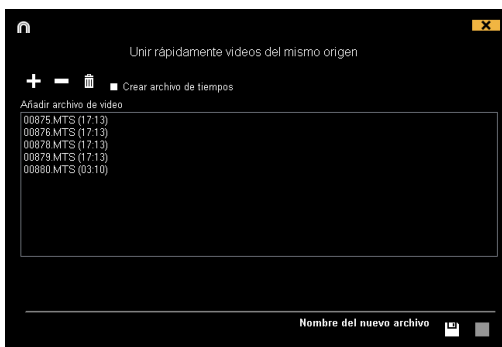 Unir rápidamente videos del mismo origen
Crear archivo de tiempos
Añadir archivo de video
00875.MTS (17:13)
00876.MTS (17:13)
00878.MTS (17:13)
00879.MTS (17:13)
00880.MTS (03:10)
Nombre del nuevo archivo